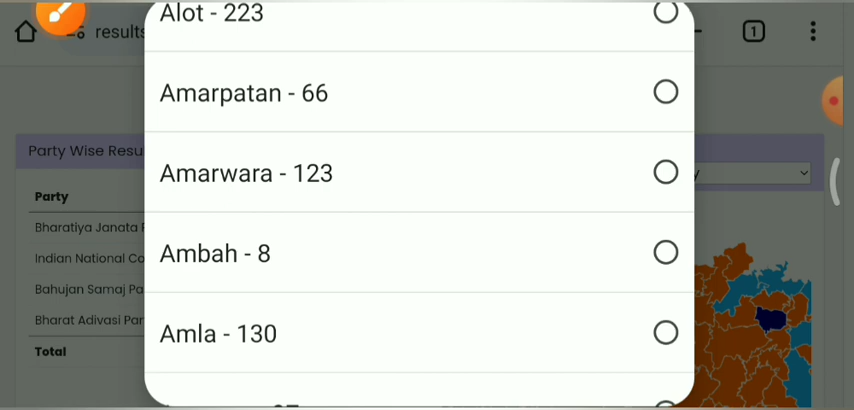 results
1
Alot - 223
Amarpatan - 66
Amarwara - 123
Ambah - 8
Amla - 130
Party Wise Resu
Party
Bharatiya Janata
Indian National Co
Bahujan Samaj Pa
Bharat Adivasi Par
Total